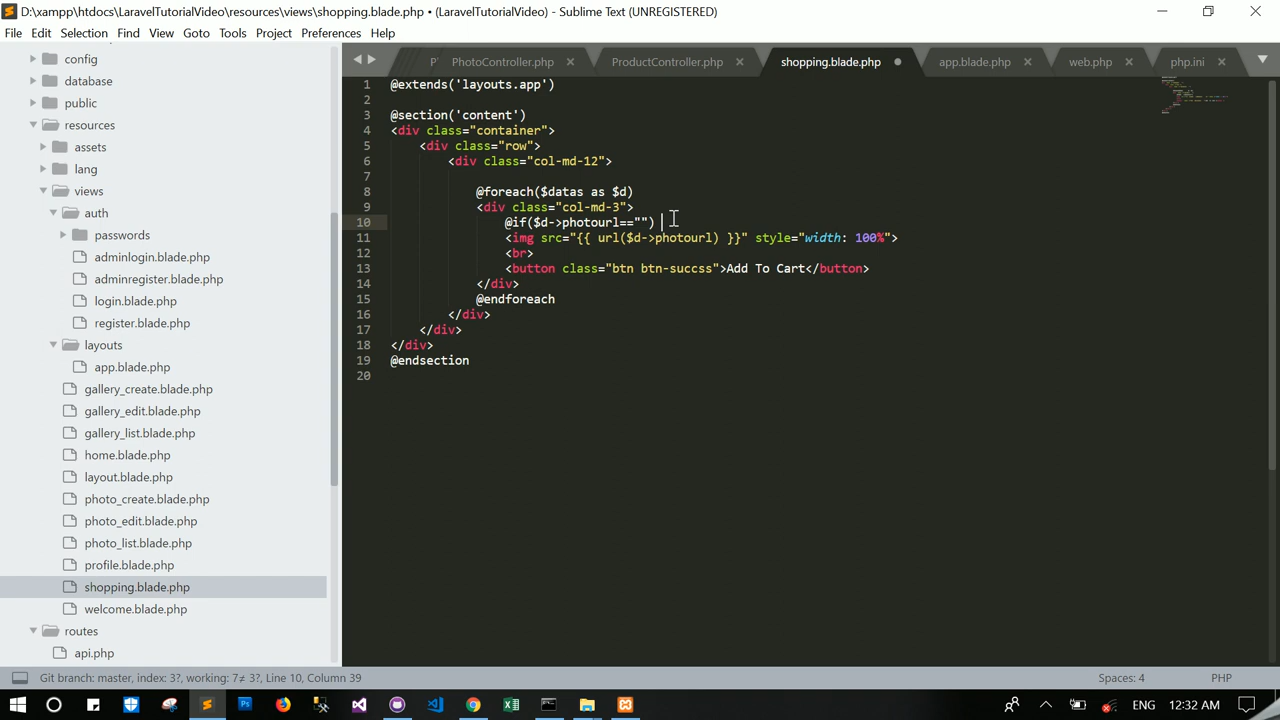 D:\xampp\htdocs\LaravelTutorialVideo\resources\views\shopping.blade.php • (LaravelTutorialVideo) - Sublime Text (UNREGISTERED)
File Edit Selection Find View Goto Tools Project Preferences Help
PhotoController.php ProductController.php shopping.blade.php app.blade.php web.php php.ini
config
database
public
resources
assets
lang
views
auth
passwords
adminlogin.blade.php
adminregister.blade.php
login.blade.php
register.blade.php
layouts
app.blade.php
gallery_create.blade.php
gallery_edit.blade.php
gallery_list.blade.php
home.blade.php
layout.blade.php
photo_create.blade.php
photo_edit.blade.php
photo_list.blade.php
profile.blade.php
shopping.blade.php
welcome.blade.php
routes
api.php
1 @extends('layouts.app')
2
3 @section('content')
4 <div class="container">
5 <div class="row">
6 <div class="col-md-12">
7
8 @foreach($datas as $d)
9 <div class="col-md-3">
10 @if($d->photourl=="")
11 <img src="{{ url($d->photourl) }}" style="width: 100%">
12 <br>
13 <button class="btn btn-succss">Add To Cart</button>
14 </div>
15 @endforeach
16 </div>
17 </div>
18 </div>
19 @endsection
20
Git branch: master, index: 3?, working: 7≠ 3?, Line 10, Column 39 Spaces: 4 PHP
ENG 12:32 AM